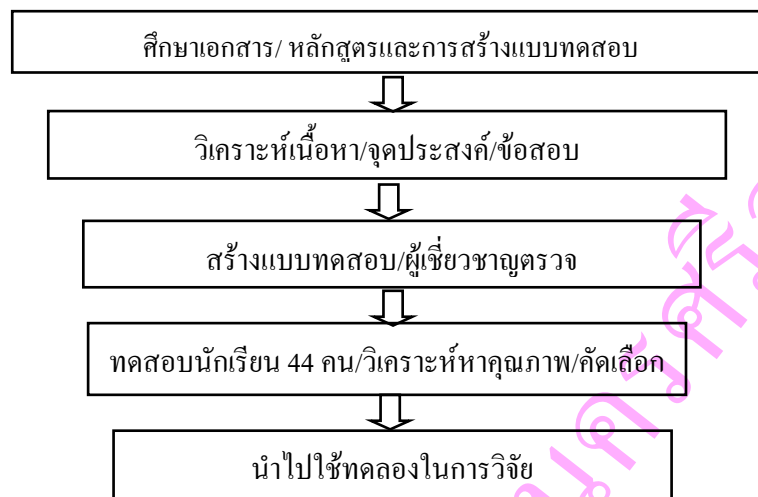 ศึกษาเอกสาร/ หลักสูตรและการสร้างแบบทดสอบ
วิเคราะห์เนื้อหา/จุดประสงค์/ข้อสอบ
สร้างแบบทดสอบ/ผู้เชี่ยวชาญตรวจ
ทดสอบนักเรียน 44 คน/วิเคราะห์หาคุณภาพ/คัดเลือก
นำไปใช้ทดลองในการวิจัย